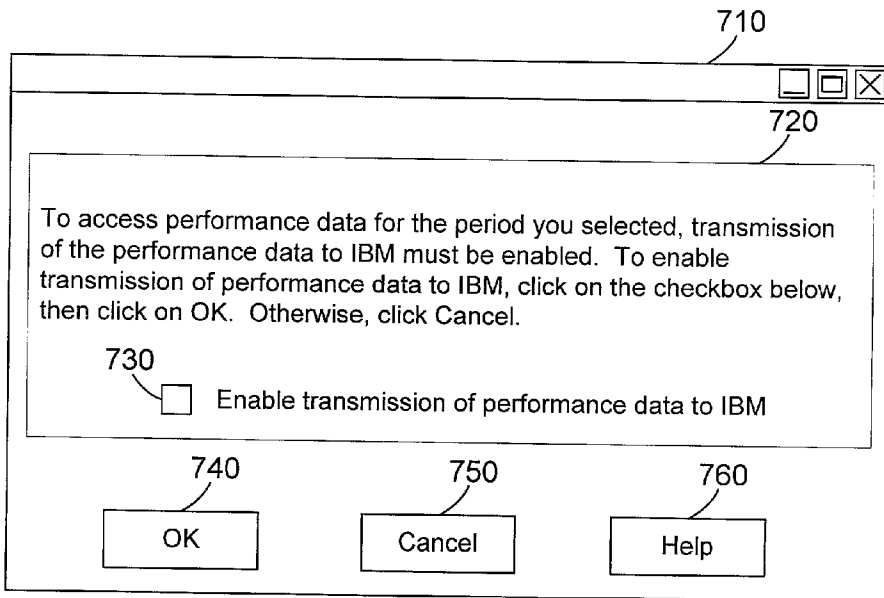 710
720
To access performance data for the period you selected, transmission
of the performance data to IBM must be enabled.  To enable
transmission of performance data to IBM, click on the checkbox below,
then click on OK.  Otherwise, click Cancel.
730
Enable transmission of performance data to IBM
740
750
760
OK
Cancel
Help